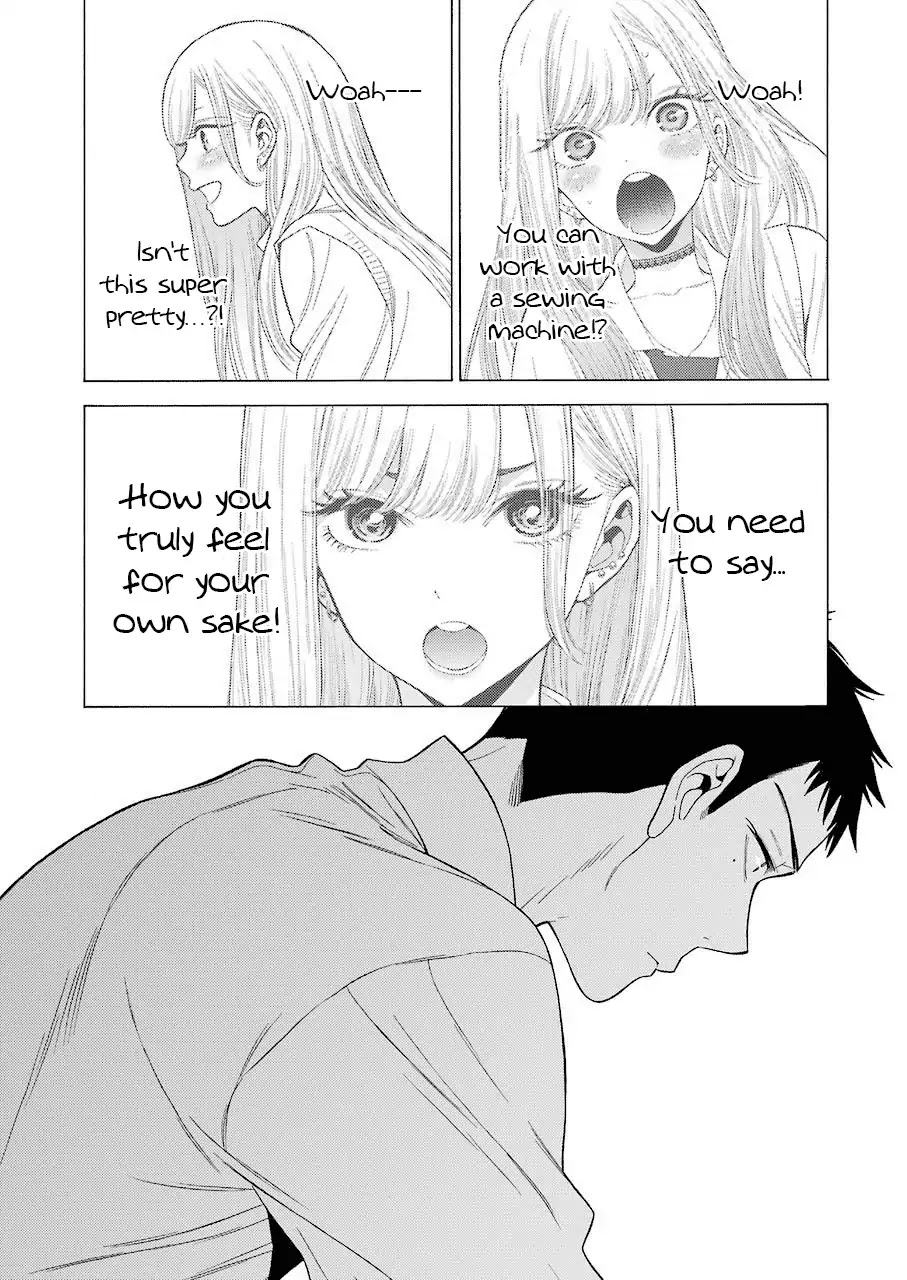 Woah!
You can
work with
a sewing
machine!?
Woah---
Isn't
this super
pretty...?!
You need
to say...
How you
truly feel
for your
own sake!